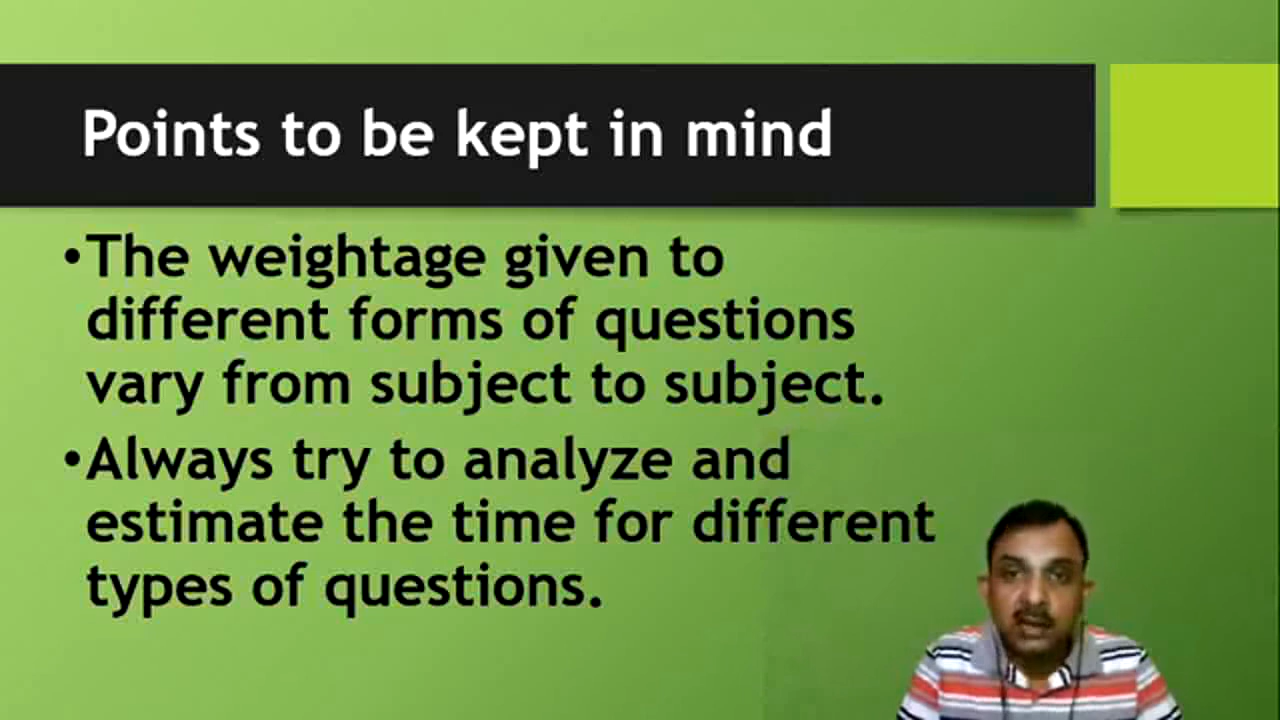 Points to be kept in mind
•The weightage given to
different forms of questions
vary from subject to subject.
•Always try to analyze and
estimate the time for different
types of questions.